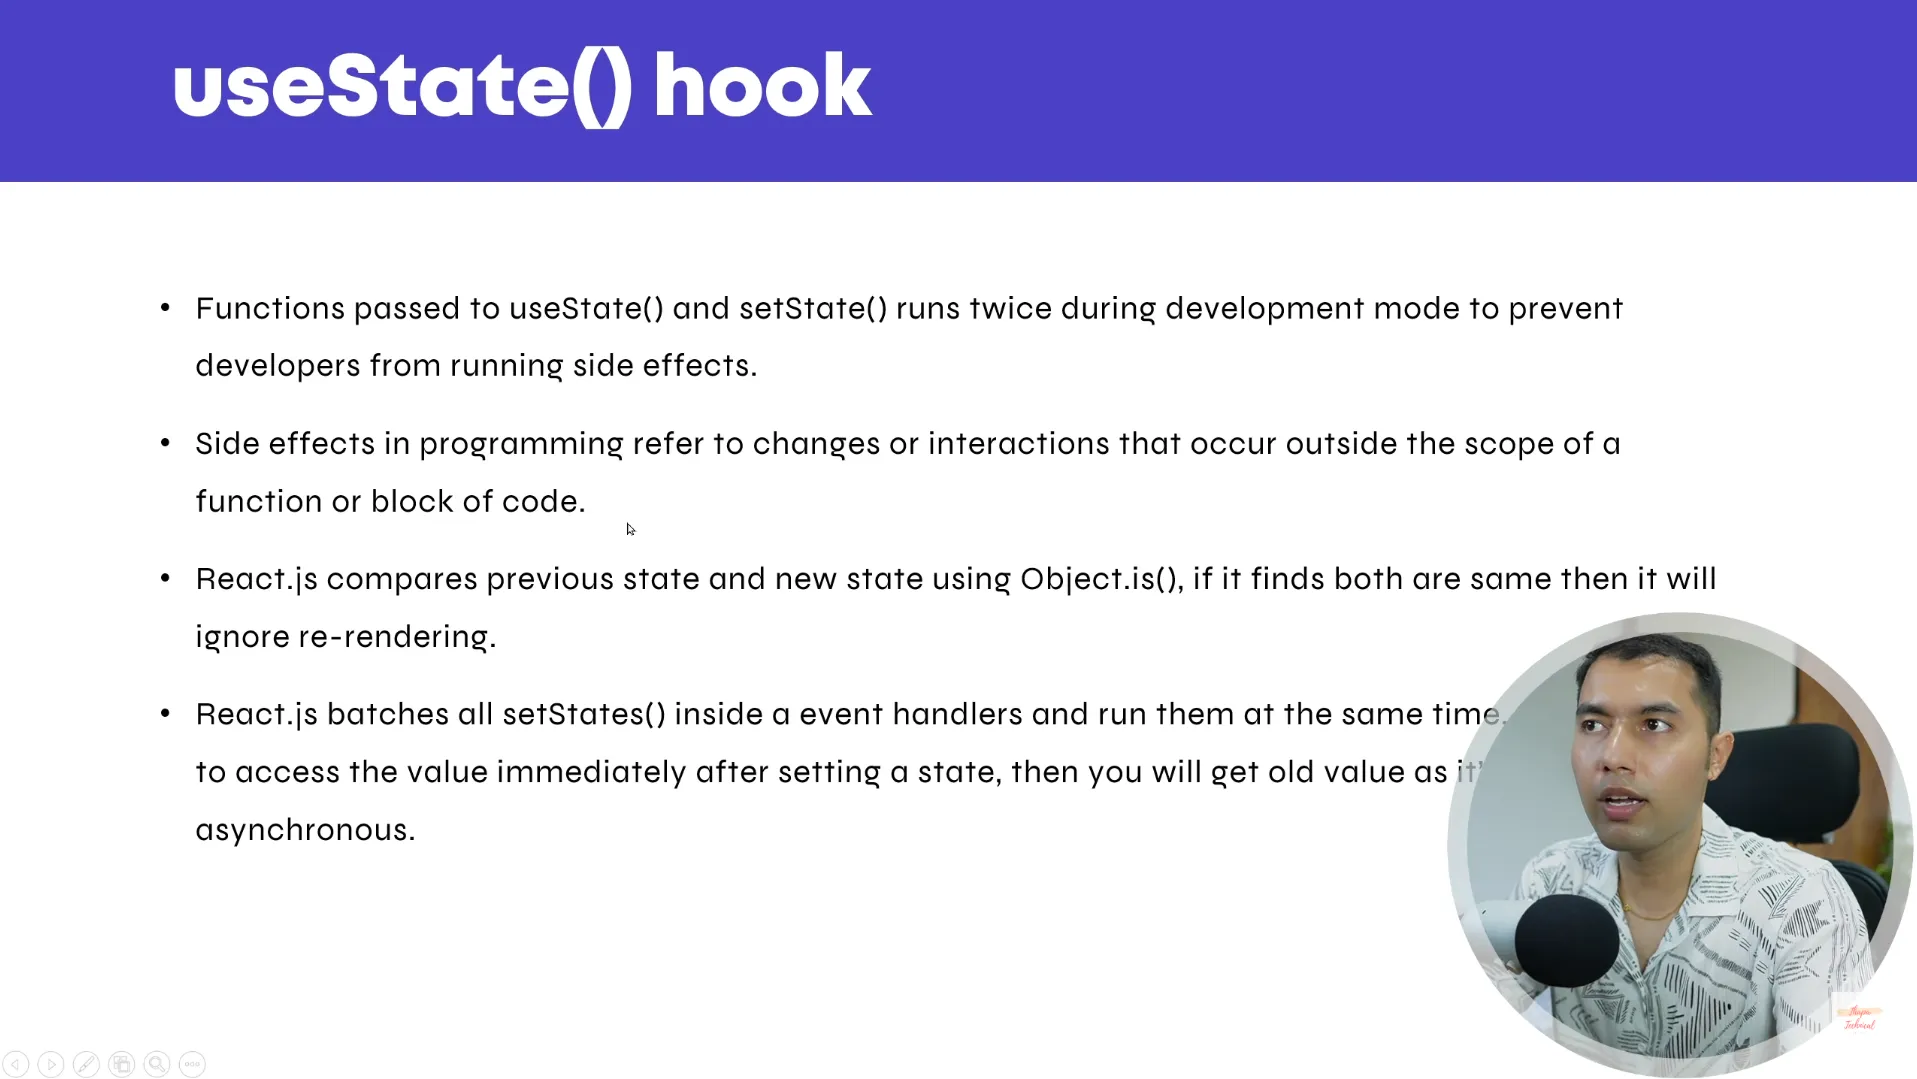 useState() hook
• Functions passed to useState() and setState() runs twice during development mode to prevent
developers from running side effects.
• Side effects in programming refer to changes or interactions that occur outside the scope of a
function or block of code.
• React.js compares previous state and new state using Object.is(), if it finds both are same then it will
ignore re-rendering.
• React.js batches all setStates() inside a event handlers and run them at the same time.
to access the value immediately after setting a state, then you will get old value as it'
asynchronous.
Thapa
Technical